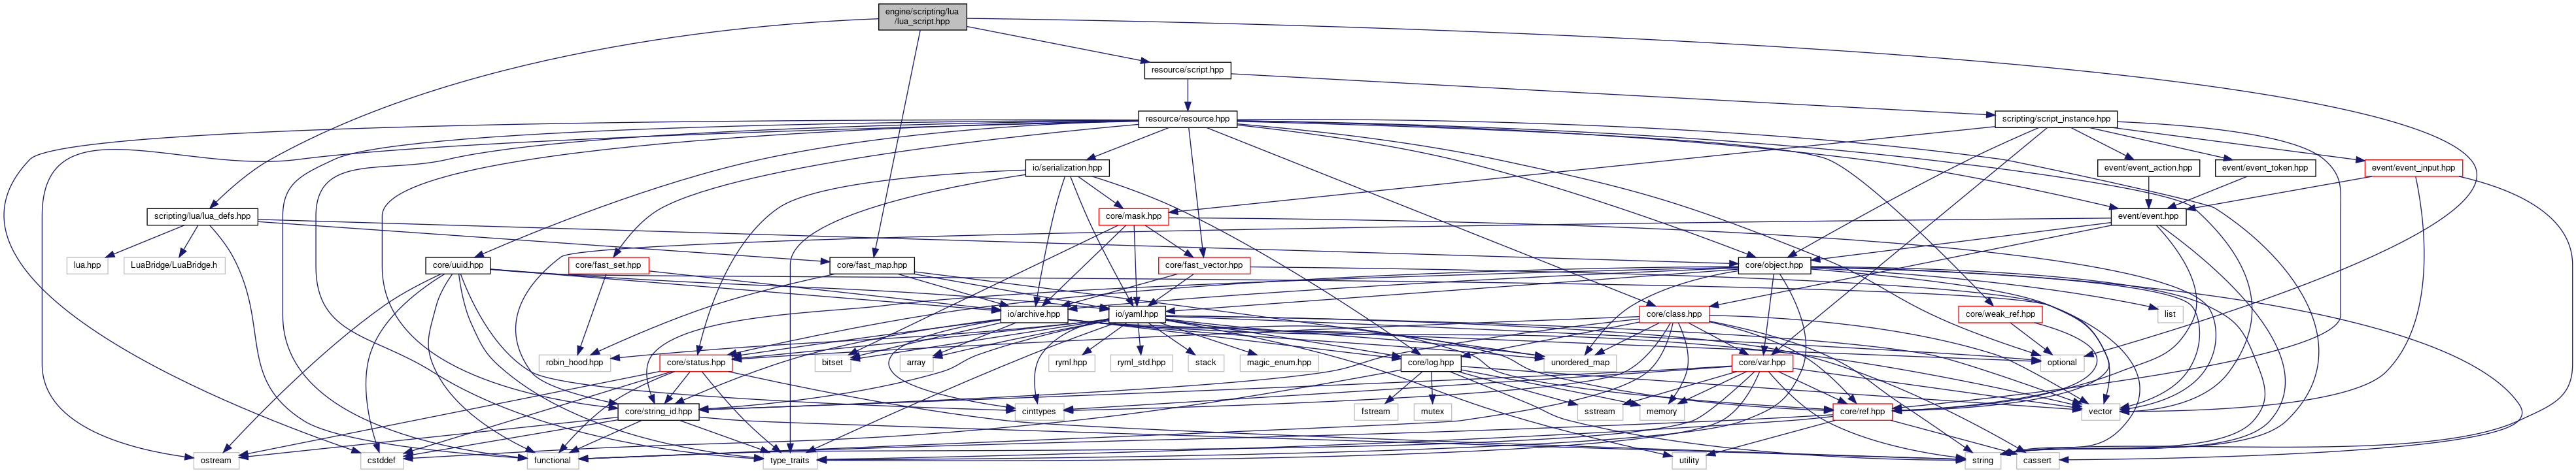 engine/scripting/lua
/lua_script.hpp
resource/script.hpp
resource/resource.hpp
scripting/script_instance.hpp
io/serialization.hpp
event/event_action.hpp
event/event_token.hpp
event/event_input.hpp
scripting/lua/lua_defs.hpp
core/mask.hpp
event/event.hpp
lua.hpp
LuaBridge/LuaBridge.h
core/uuid.hpp
core/fast_set.hpp
core/fast_map.hpp
core/fast_vector.hpp
core/object.hpp
io/archive.hpp
io/yaml.hpp
core/class.hpp
core/weak_ref.hpp
list
robin_hood.hpp
core/status.hpp
bitset
array
ryml.hpp
ryml_std.hpp
stack
magic_enum.hpp
core/log.hpp
unordered_map
core/var.hpp
optional
core/string_id.hpp
cinttypes
fstream
mutex
sstream
memory
core/ref.hpp
vector
ostream
cstddef
functional
type_traits
utility
string
cassert